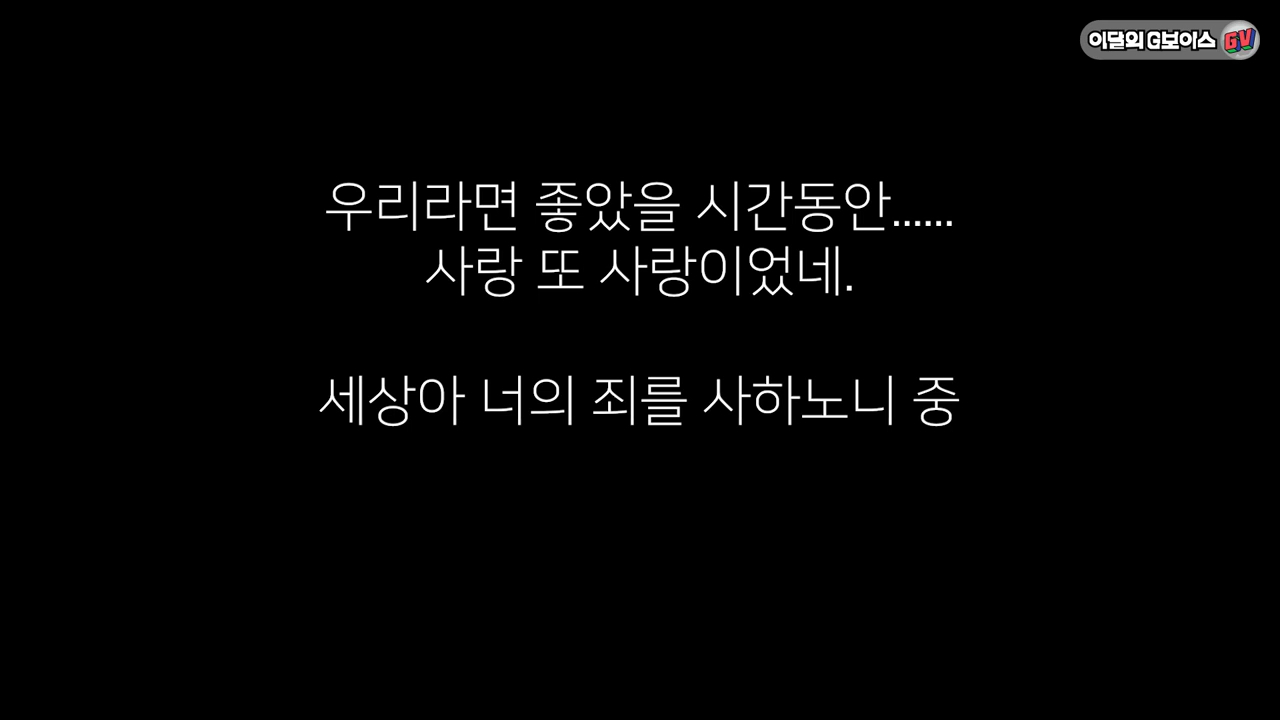 이달의 G보이스 GV
우리라면 좋았을 시간동안......
사랑 또 사랑이었네.
세상아 너의 죄를 사하노니 중